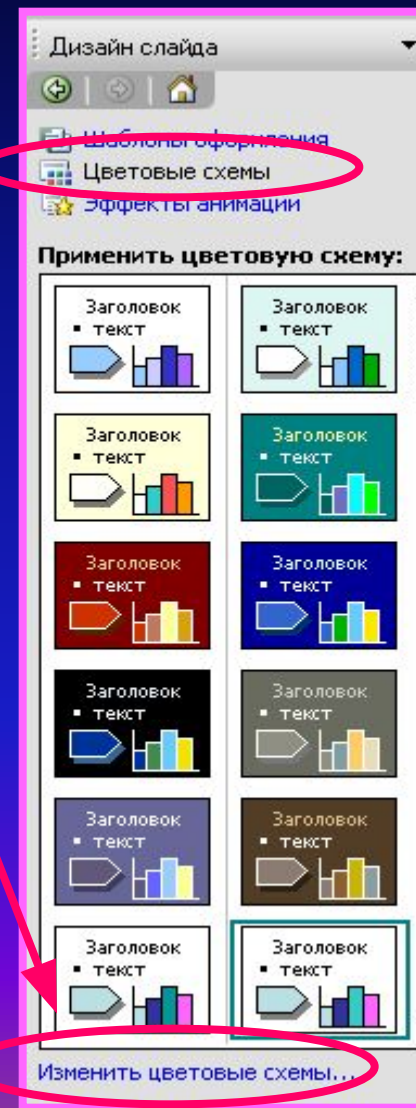 Дизайн слайда
Шаблоны оформления
Цветовые схемы
Эффекты анимации
Применить цветовую схему:
Заголовок
▪ текст
Заголовок
▪ текст
Заголовок
▪ текст
Заголовок
▪ текст
Заголовок
▪ текст
Заголовок
▪ текст
Заголовок
▪ текст
Заголовок
▪ текст
Заголовок
▪ текст
Заголовок
▪ текст
Заголовок
▪ текст
Заголовок
▪ текст
Изменить цветовые схемы...